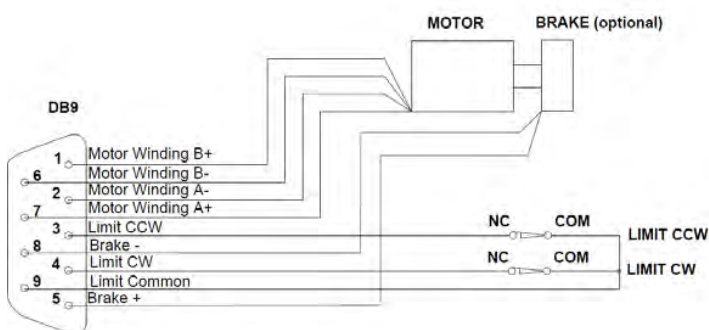 MOTOR
BRAKE (optional)
DB9
1 Motor Winding B+
6 Motor Winding B-
2 Motor Winding A-
7 Motor Winding A+
3 Limit CCW
NC COM LIMIT CCW
8 Brake -
4 Limit CW
NC COM LIMIT CW
9 Limit Common
5 Brake +